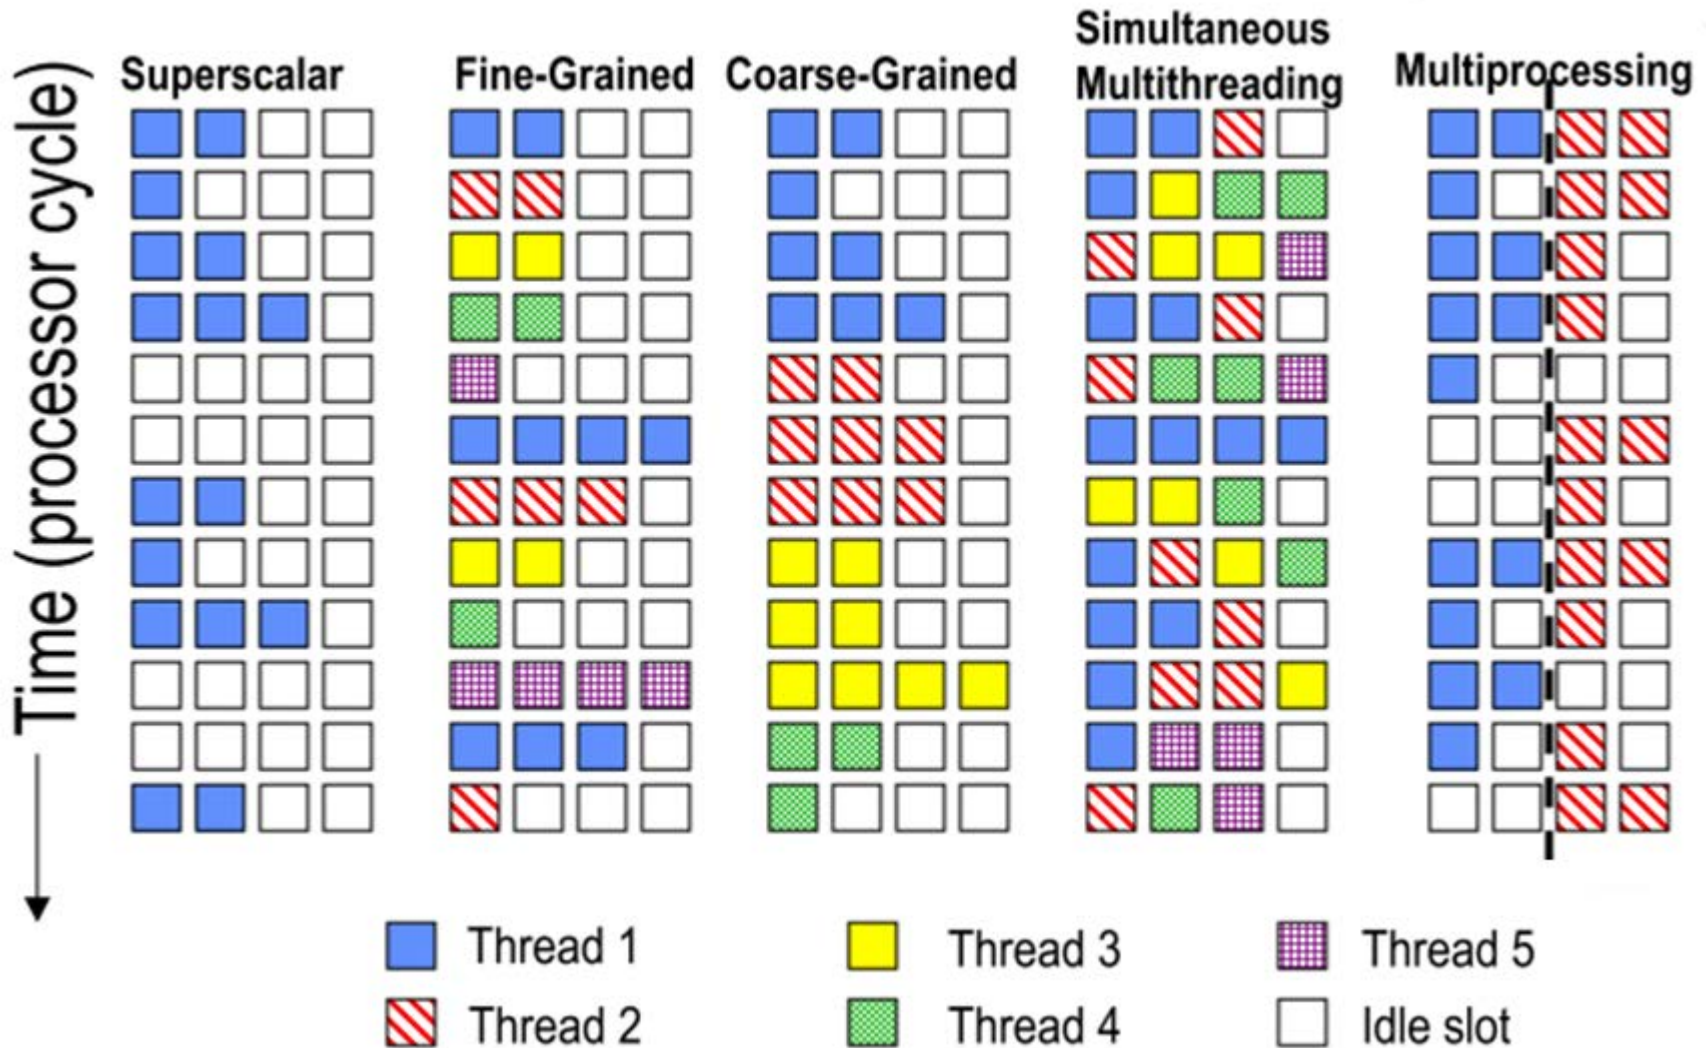 Time (processor cycle)
Superscalar
Fine-Grained
Coarse-Grained
Simultaneous
Multithreading
Multiprocessing
Thread 1
Thread 3
Thread 5
Thread 2
Thread 4
Idle slot